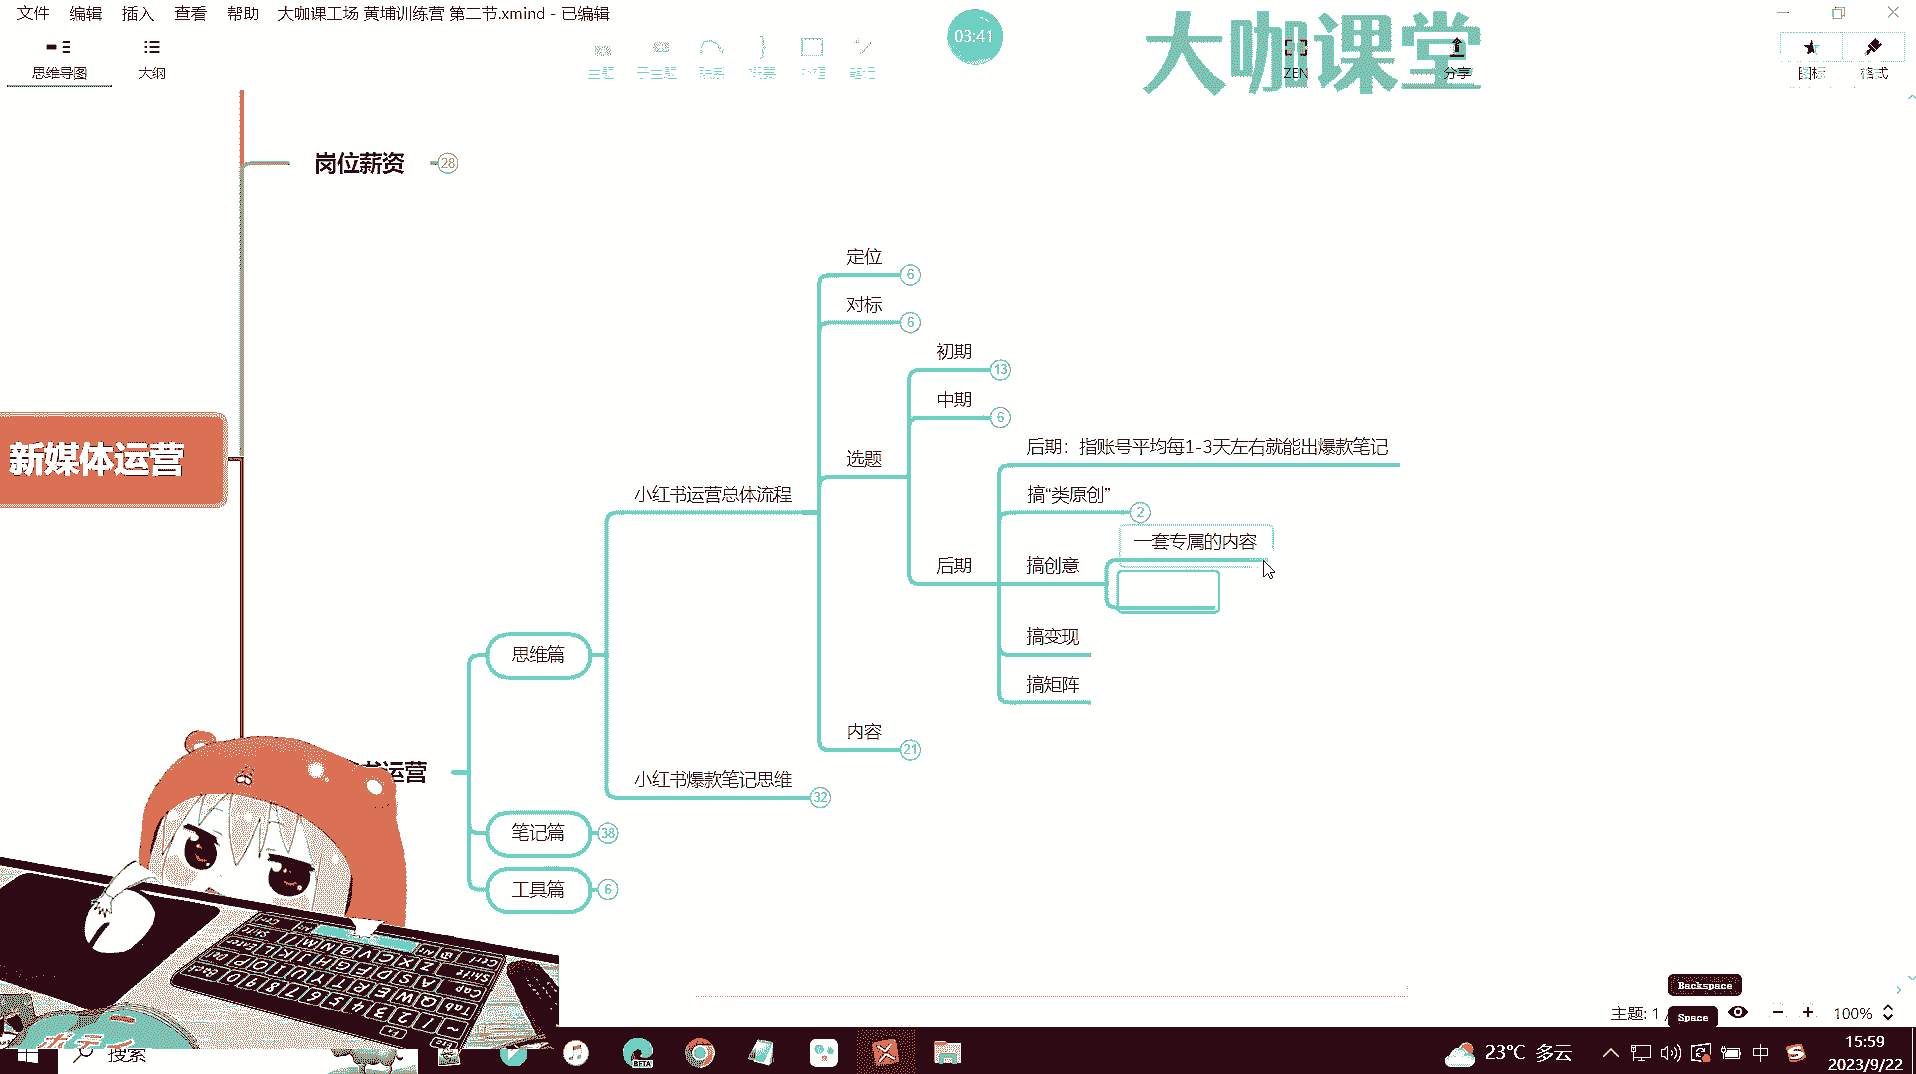 文件 编辑 插入 查看 帮助 大咖课工场 黄埔训练营 第二节.xmind - 已编辑
思维导图 大纲
03:41
大咖课堂
ZEN 分享 图标 格式
岗位薪资 28
定位 6
对标 6
初期 13
中期 6
后期：指账号平均每1-3天左右就能出爆款笔记
选题
新媒体运营
小红书运营总体流程
搞“类原创” 2
一套专属的内容
后期
搞创意
搞变现
思维篇
搞矩阵
内容 21
运营
小红书爆款笔记思维 32
笔记篇 38
工具篇 6
Backspace
主题: 1 /
Space
100%
搜索
BETA
23°C 多云
中
15:59
2023/9/22